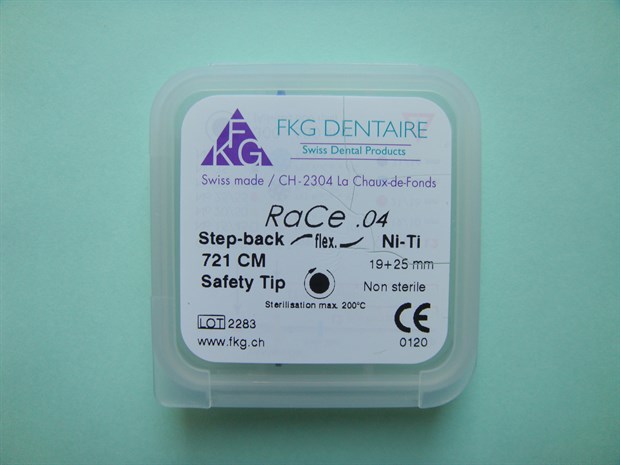 FKG
FKG DENTAIRE
Swiss Dental Products
Swiss made / CH-2304 La Chaux-de-Fonds
RaCe .04
Step-back flex. Ni-Ti
721 CM 19+25 mm
Safety Tip Non sterile
Sterilisation max. 200°C
LOT 2283 CE
www.fkg.ch 0120